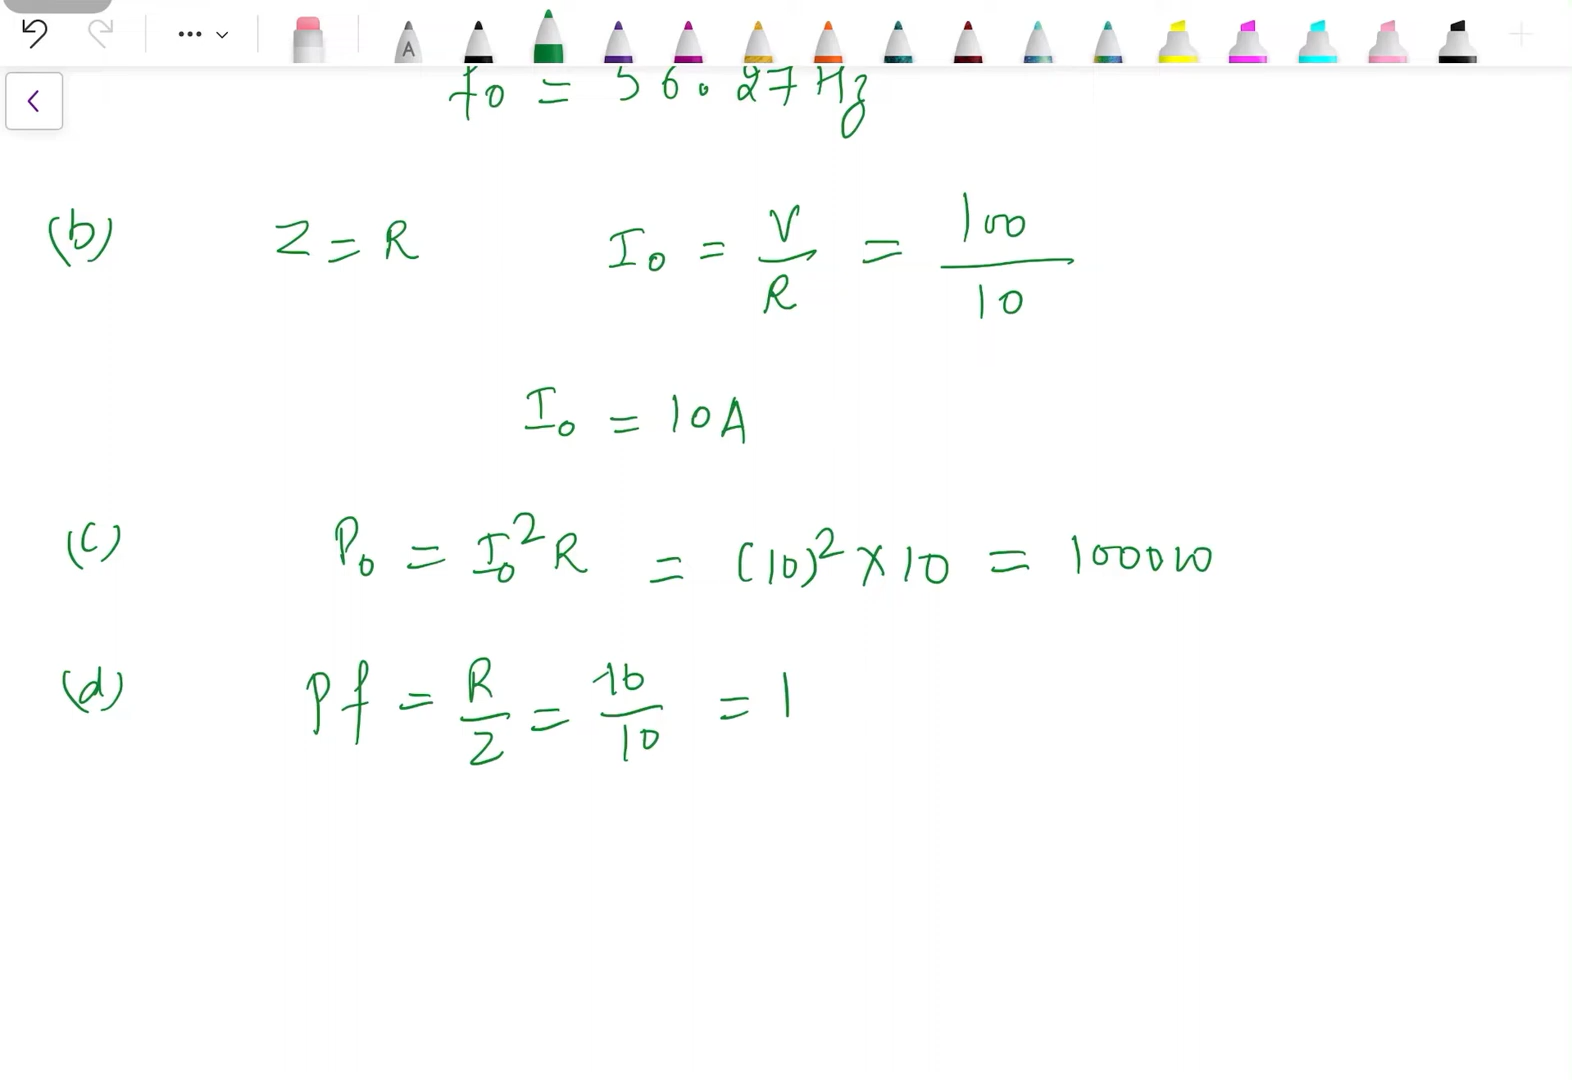 f0 = 56.27 Hz
(b) Z = R I0 = V/R = 100/10
I0 = 10A
(c) P0 = I0²R = (10)² × 10 = 1000W
(d) Pf = R/Z = 10/10 = 1